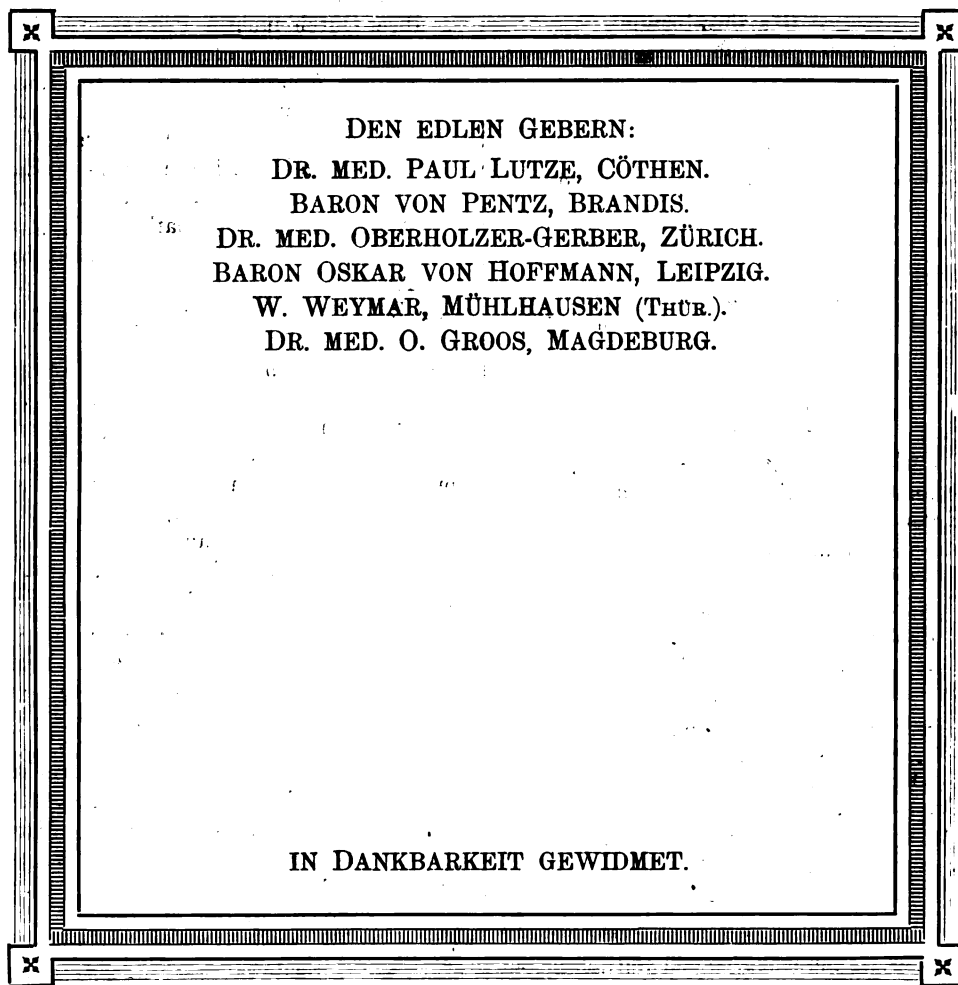 DEN EDLEN GEBERN:
DR. MED. PAUL LUTZE, CÖTHEN.
BARON VON PENTZ, BRANDIS.
DR. MED. OBERHOLZER-GERBER, ZÜRICH.
BARON OSKAR VON HOFFMANN, LEIPZIG.
W. WEYMAR, MÜHLHAUSEN (THÜR.).
DR. MED. O. GROOS, MAGDEBURG.
IN DANKBARKEIT GEWIDMET.